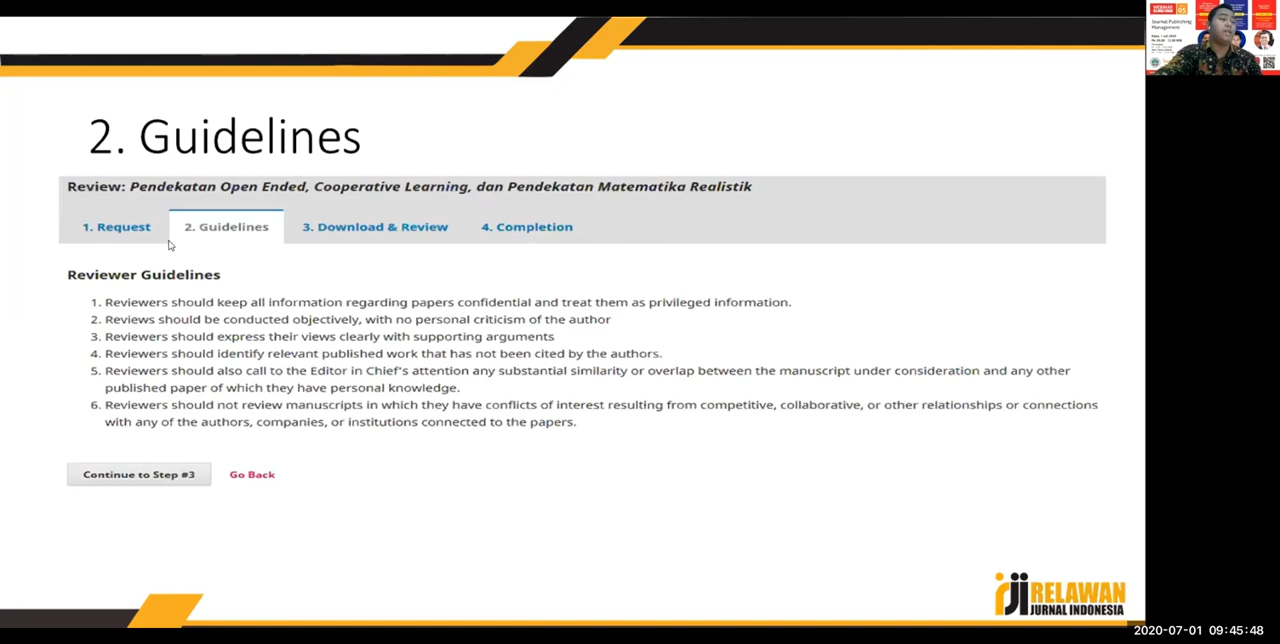 2. Guidelines
Review: Pendekatan Open Ended, Cooperative Learning, dan Pendekatan Matematika Realistik
1. Request
2. Guidelines
3. Download & Review
4. Completion
Reviewer Guidelines
1. Reviewers should keep all information regarding papers confidential and treat them as privileged information.
2. Reviews should be conducted objectively, with no personal criticism of the author
3. Reviewers should express their views clearly with supporting arguments
4. Reviewers should identify relevant published work that has not been cited by the authors.
5. Reviewers should also call to the Editor in Chief's attention any substantial similarity or overlap between the manuscript under consideration and any other
published paper of which they have personal knowledge.
6. Reviewers should not review manuscripts in which they have conflicts of interest resulting from competitive, collaborative, or other relationships or connections
with any of the authors, companies, or institutions connected to the papers.
Continue to Step #3
Go Back
RELAWAN
JURNAL INDONESIA
Journal Publishing
Management
2020-07-01 09:45:48